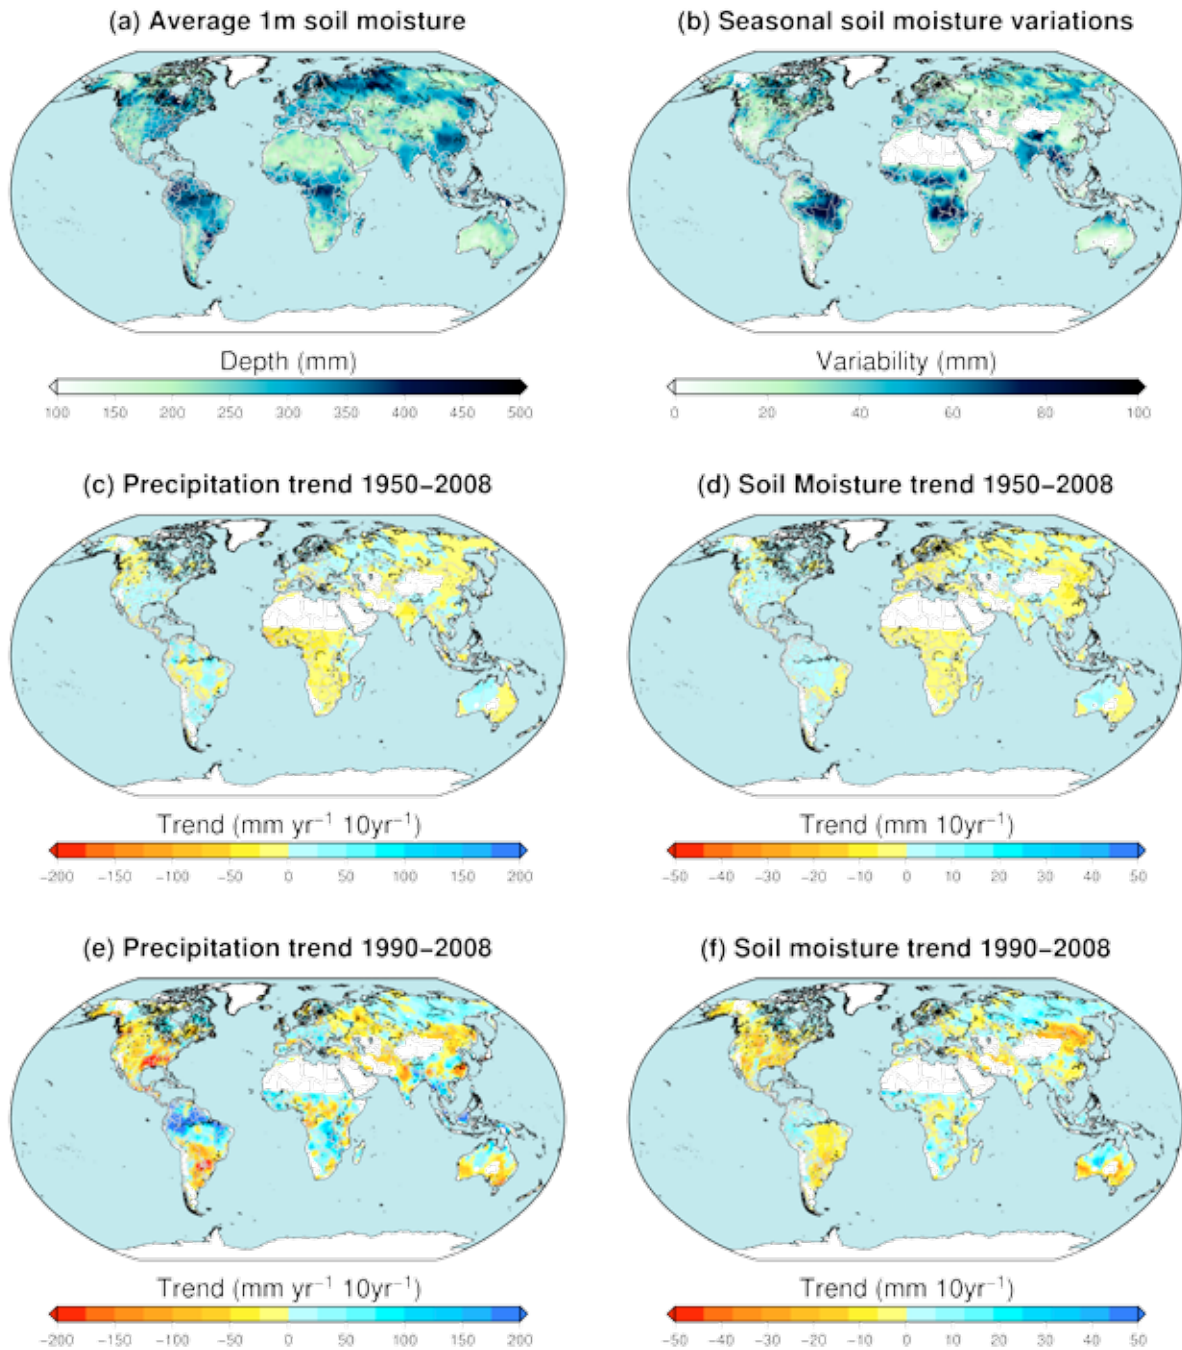 (a) Average 1m soil moisture
(b) Seasonal soil moisture variations
Depth (mm)
100 150 200 250 300 350 400 450 500
Variability (mm)
0 20 40 60 80 100
(c) Precipitation trend 1950–2008
(d) Soil Moisture trend 1950–2008
Trend (mm yr⁻¹ 10yr⁻¹)
−200 −150 −100 −50 0 50 100 150 200
Trend (mm 10yr⁻¹)
−50 −40 −30 −20 −10 0 10 20 30 40 50
(e) Precipitation trend 1990–2008
(f) Soil moisture trend 1990–2008
Trend (mm yr⁻¹ 10yr⁻¹)
−200 −150 −100 −50 0 50 100 150 200
Trend (mm 10yr⁻¹)
−50 −40 −30 −20 −10 0 10 20 30 40 50